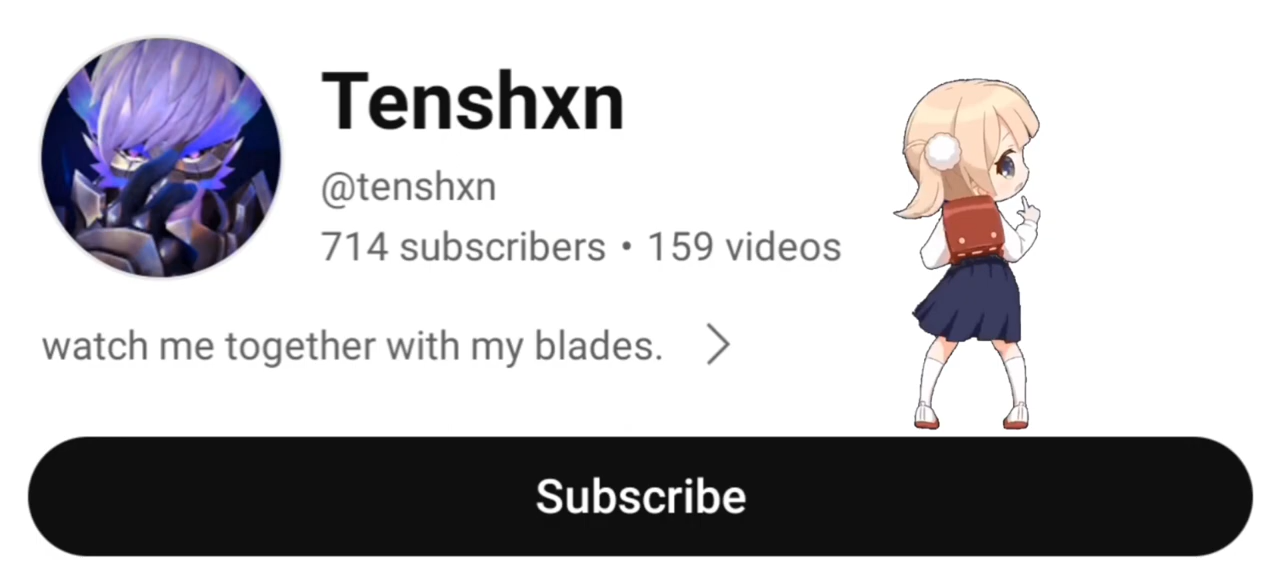 Tenshxn
@tenshxn
714 subscribers • 159 videos
watch me together with my blades.
Subscribe